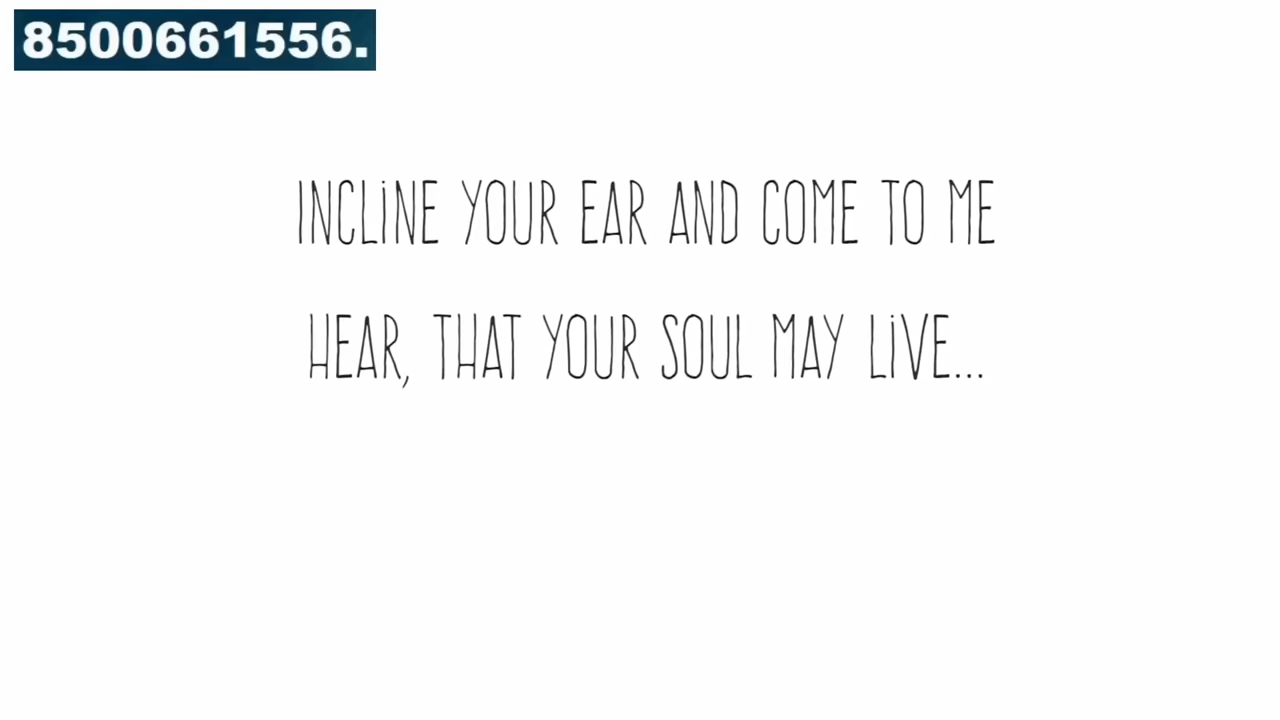 8500661556.
INCLiNE YOUR EAR AND COME TO ME
HEAR, THAT YOUR SOUL MAY LiVE...